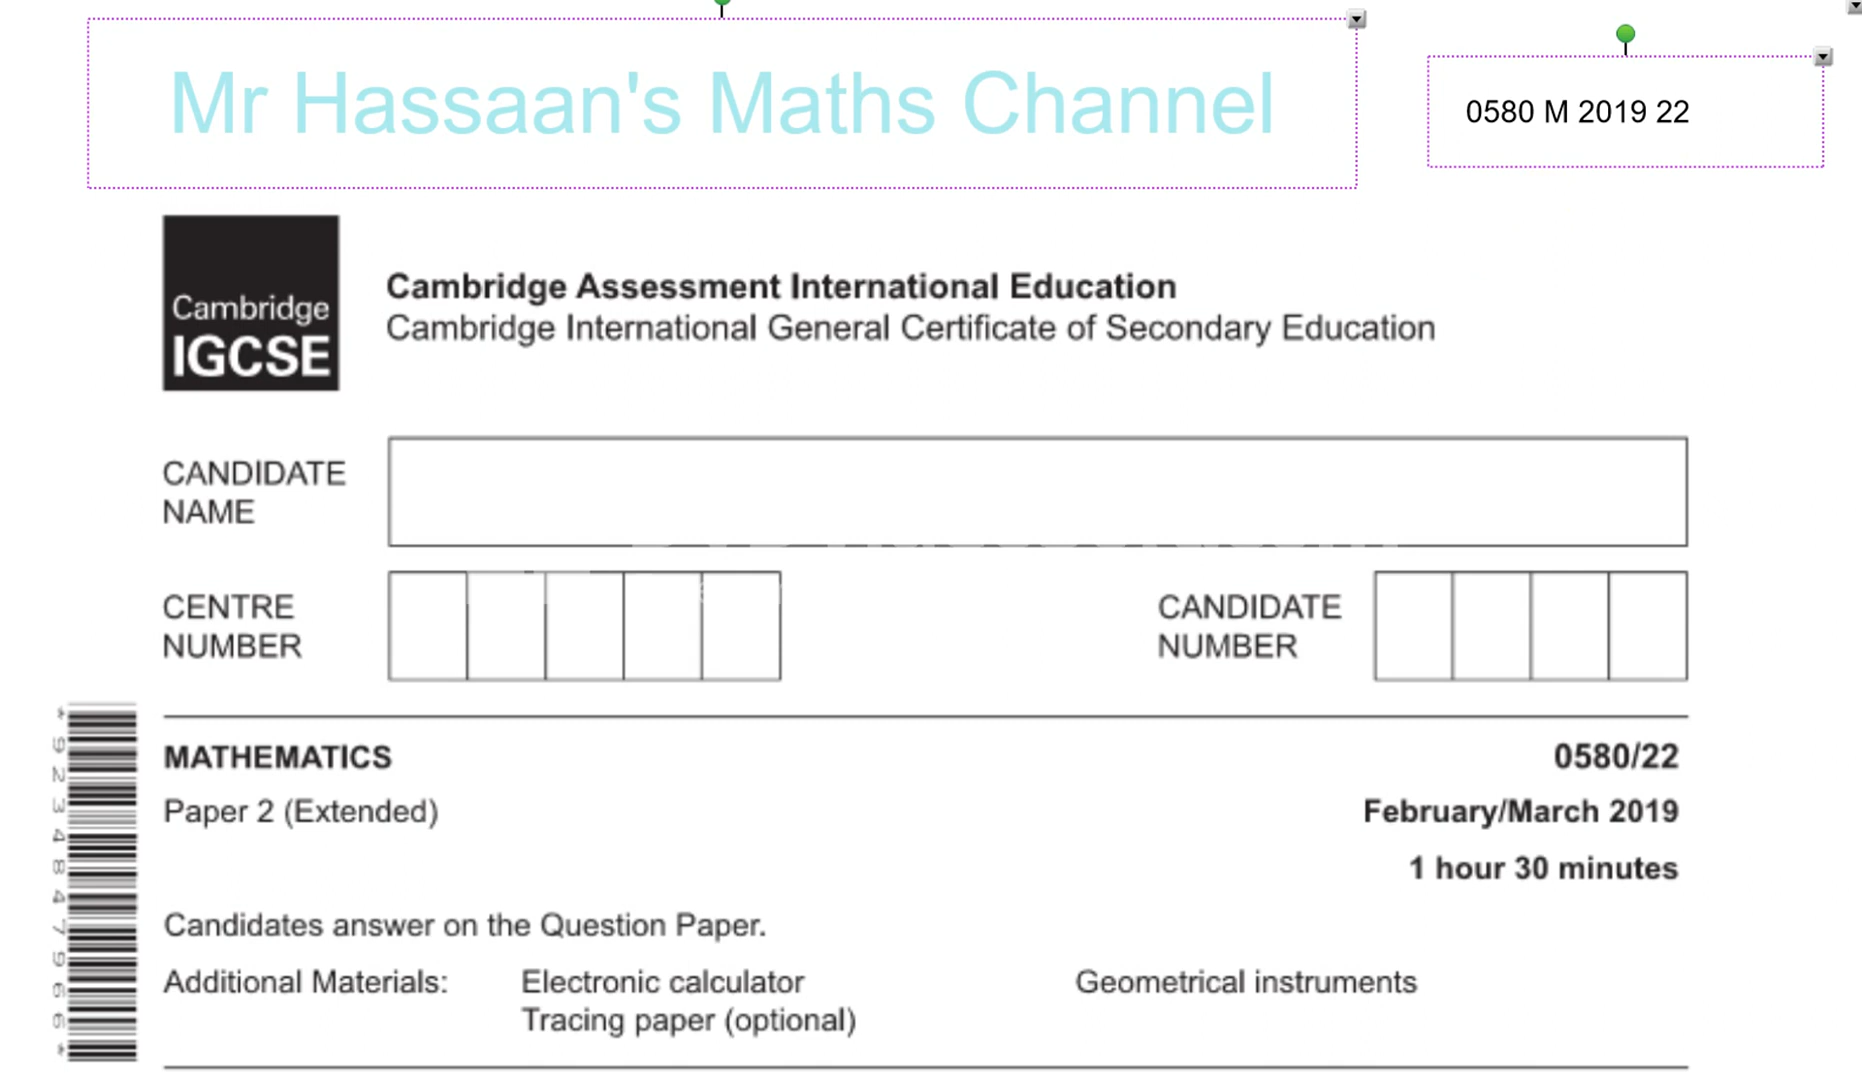 Mr Hassaan's Maths Channel
0580 M 2019 22
Cambridge
IGCSE
Cambridge Assessment International Education
Cambridge International General Certificate of Secondary Education
CANDIDATE
NAME
CENTRE
NUMBER
CANDIDATE
NUMBER
*9234847966*
MATHEMATICS
0580/22
Paper 2 (Extended)
February/March 2019
1 hour 30 minutes
Candidates answer on the Question Paper.
Additional Materials: Electronic calculator Geometrical instruments
Tracing paper (optional)